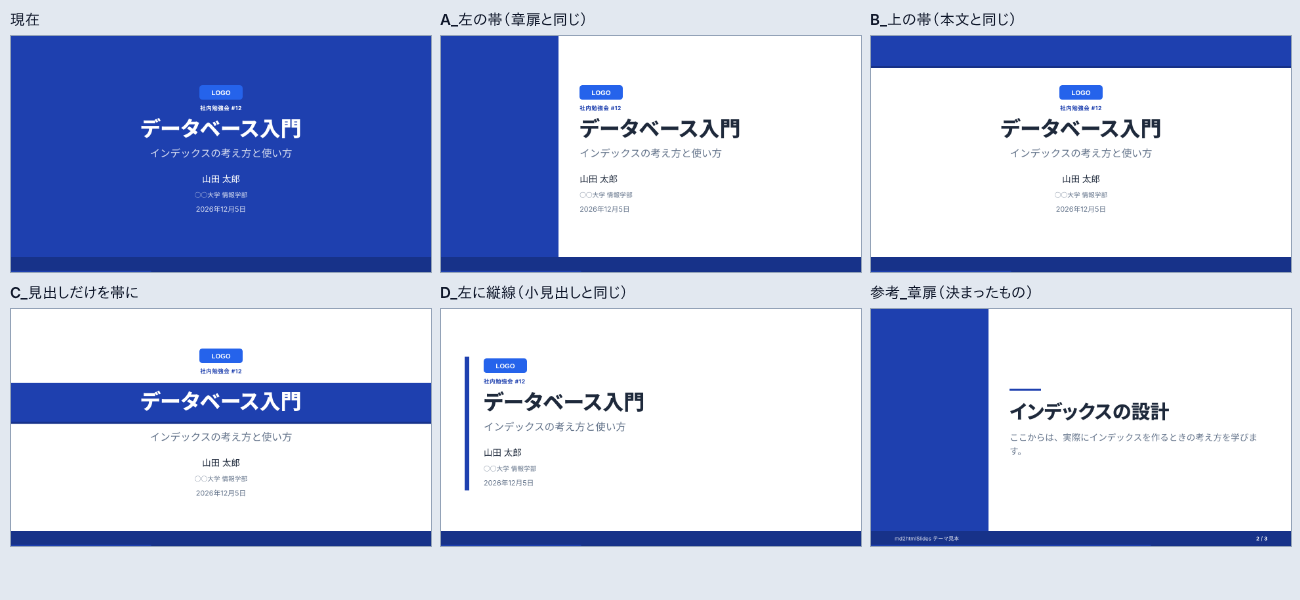 現在
LOGO
社内勉強会 #12
データベース入門
インデックスの考え方と使い方
山田 太郎
○○大学 情報学部
2026年12月5日
A_左の帯（章扉と同じ）
LOGO
社内勉強会 #12
データベース入門
インデックスの考え方と使い方
山田 太郎
○○大学 情報学部
2026年12月5日
B_上の帯（本文と同じ）
LOGO
社内勉強会 #12
データベース入門
インデックスの考え方と使い方
山田 太郎
○○大学 情報学部
2026年12月5日
C_見出しだけを帯に
LOGO
社内勉強会 #12
データベース入門
インデックスの考え方と使い方
山田 太郎
○○大学 情報学部
2026年12月5日
D_左に縦線（小見出しと同じ）
LOGO
社内勉強会 #12
データベース入門
インデックスの考え方と使い方
山田 太郎
○○大学 情報学部
2026年12月5日
参考_章扉（決まったもの）
インデックスの設計
ここからは、実際にインデックスを作るときの考え方を学びま
す。
md2htmlSlides テーマ見本
2 / 3